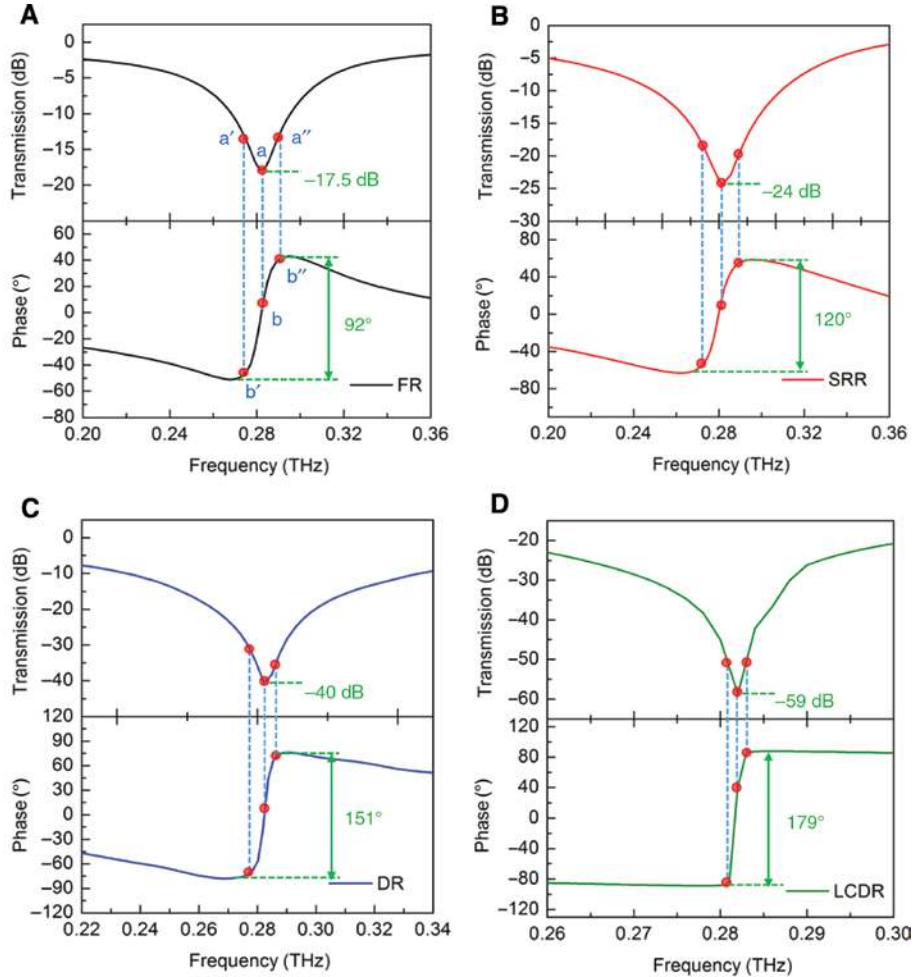 A
0
−5
−10
−15
−20
Transmission (dB)
a′
a
a″
−17.5 dB
60
40
20
0
−20
−40
−60
−80
Phase (°)
b″
b
b′
92°
FR
0.20
0.24
0.28
0.32
0.36
Frequency (THz)
B
0
−5
−10
−15
−20
−25
−30
Transmission (dB)
−24 dB
80
40
0
−40
−80
Phase (°)
120°
SRR
0.20
0.24
0.28
0.32
0.36
Frequency (THz)
C
0
−10
−20
−30
−40
Transmission (dB)
−40 dB
120
90
75
60
45
30
15
0
−30
−45
−60
−75
−90
−120
Phase (°)
151°
DR
0.22
0.24
0.26
0.28
0.30
0.32
0.34
Frequency (THz)
D
−20
−30
−40
−50
−60
Transmission (dB)
−59 dB
120
80
40
0
−40
−80
−120
Phase (°)
179°
LCDR
0.26
0.27
0.28
0.29
0.30
Frequency (THz)